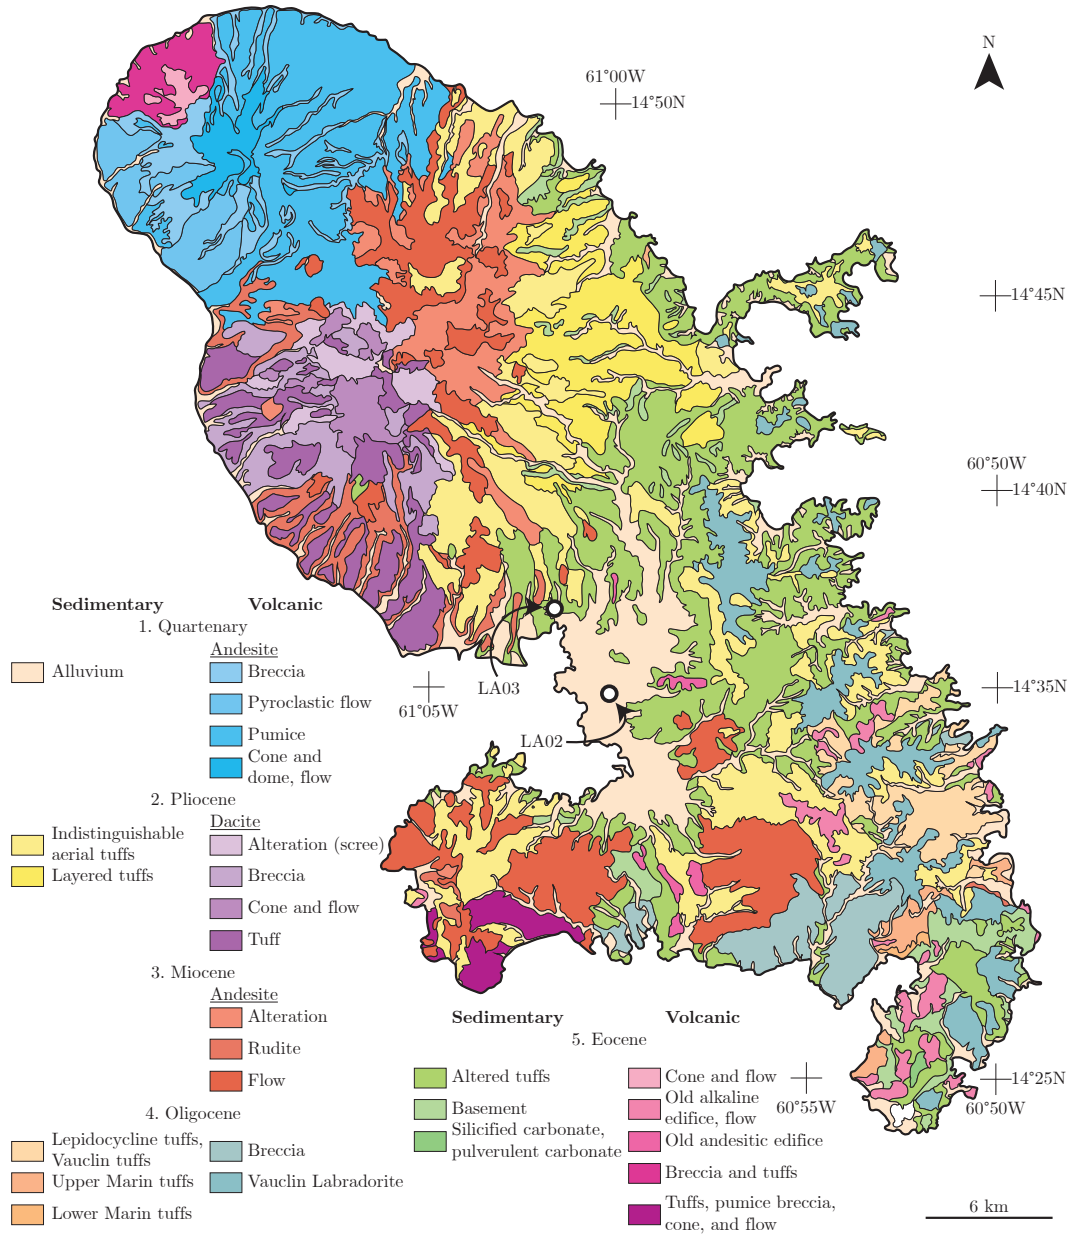 N
61°00'W
14°50N
14°45N
60°50W
14°40N
Sedimentary
Volcanic
1. Quartenary
Andesite
Alluvium
Breccia
Pyroclastic flow
Pumice
Cone and
dome, flow
LA03
61°05W
14°35N
LA02
2. Pliocene
Dacite
Indistinguishable
aerial tuffs
Layered tuffs
Alteration (scree)
Breccia
Cone and flow
Tuff
3. Miocene
Andesite
Alteration
Rudite
Flow
4. Oligocene
Lepidocycline tuffs,
Vauclin tuffs
Upper Marin tuffs
Lower Marin tuffs
Breccia
Vauclin Labradorite
Sedimentary
Volcanic
5. Eocene
Altered tuffs
Basement
Silicified carbonate,
pulverulent carbonate
Cone and flow
Old alkaline
edifice, flow
Old andesitic edifice
Breccia and tuffs
Tuffs, pumice breccia,
cone, and flow
60°55W
14°25N
60°50W
6 km